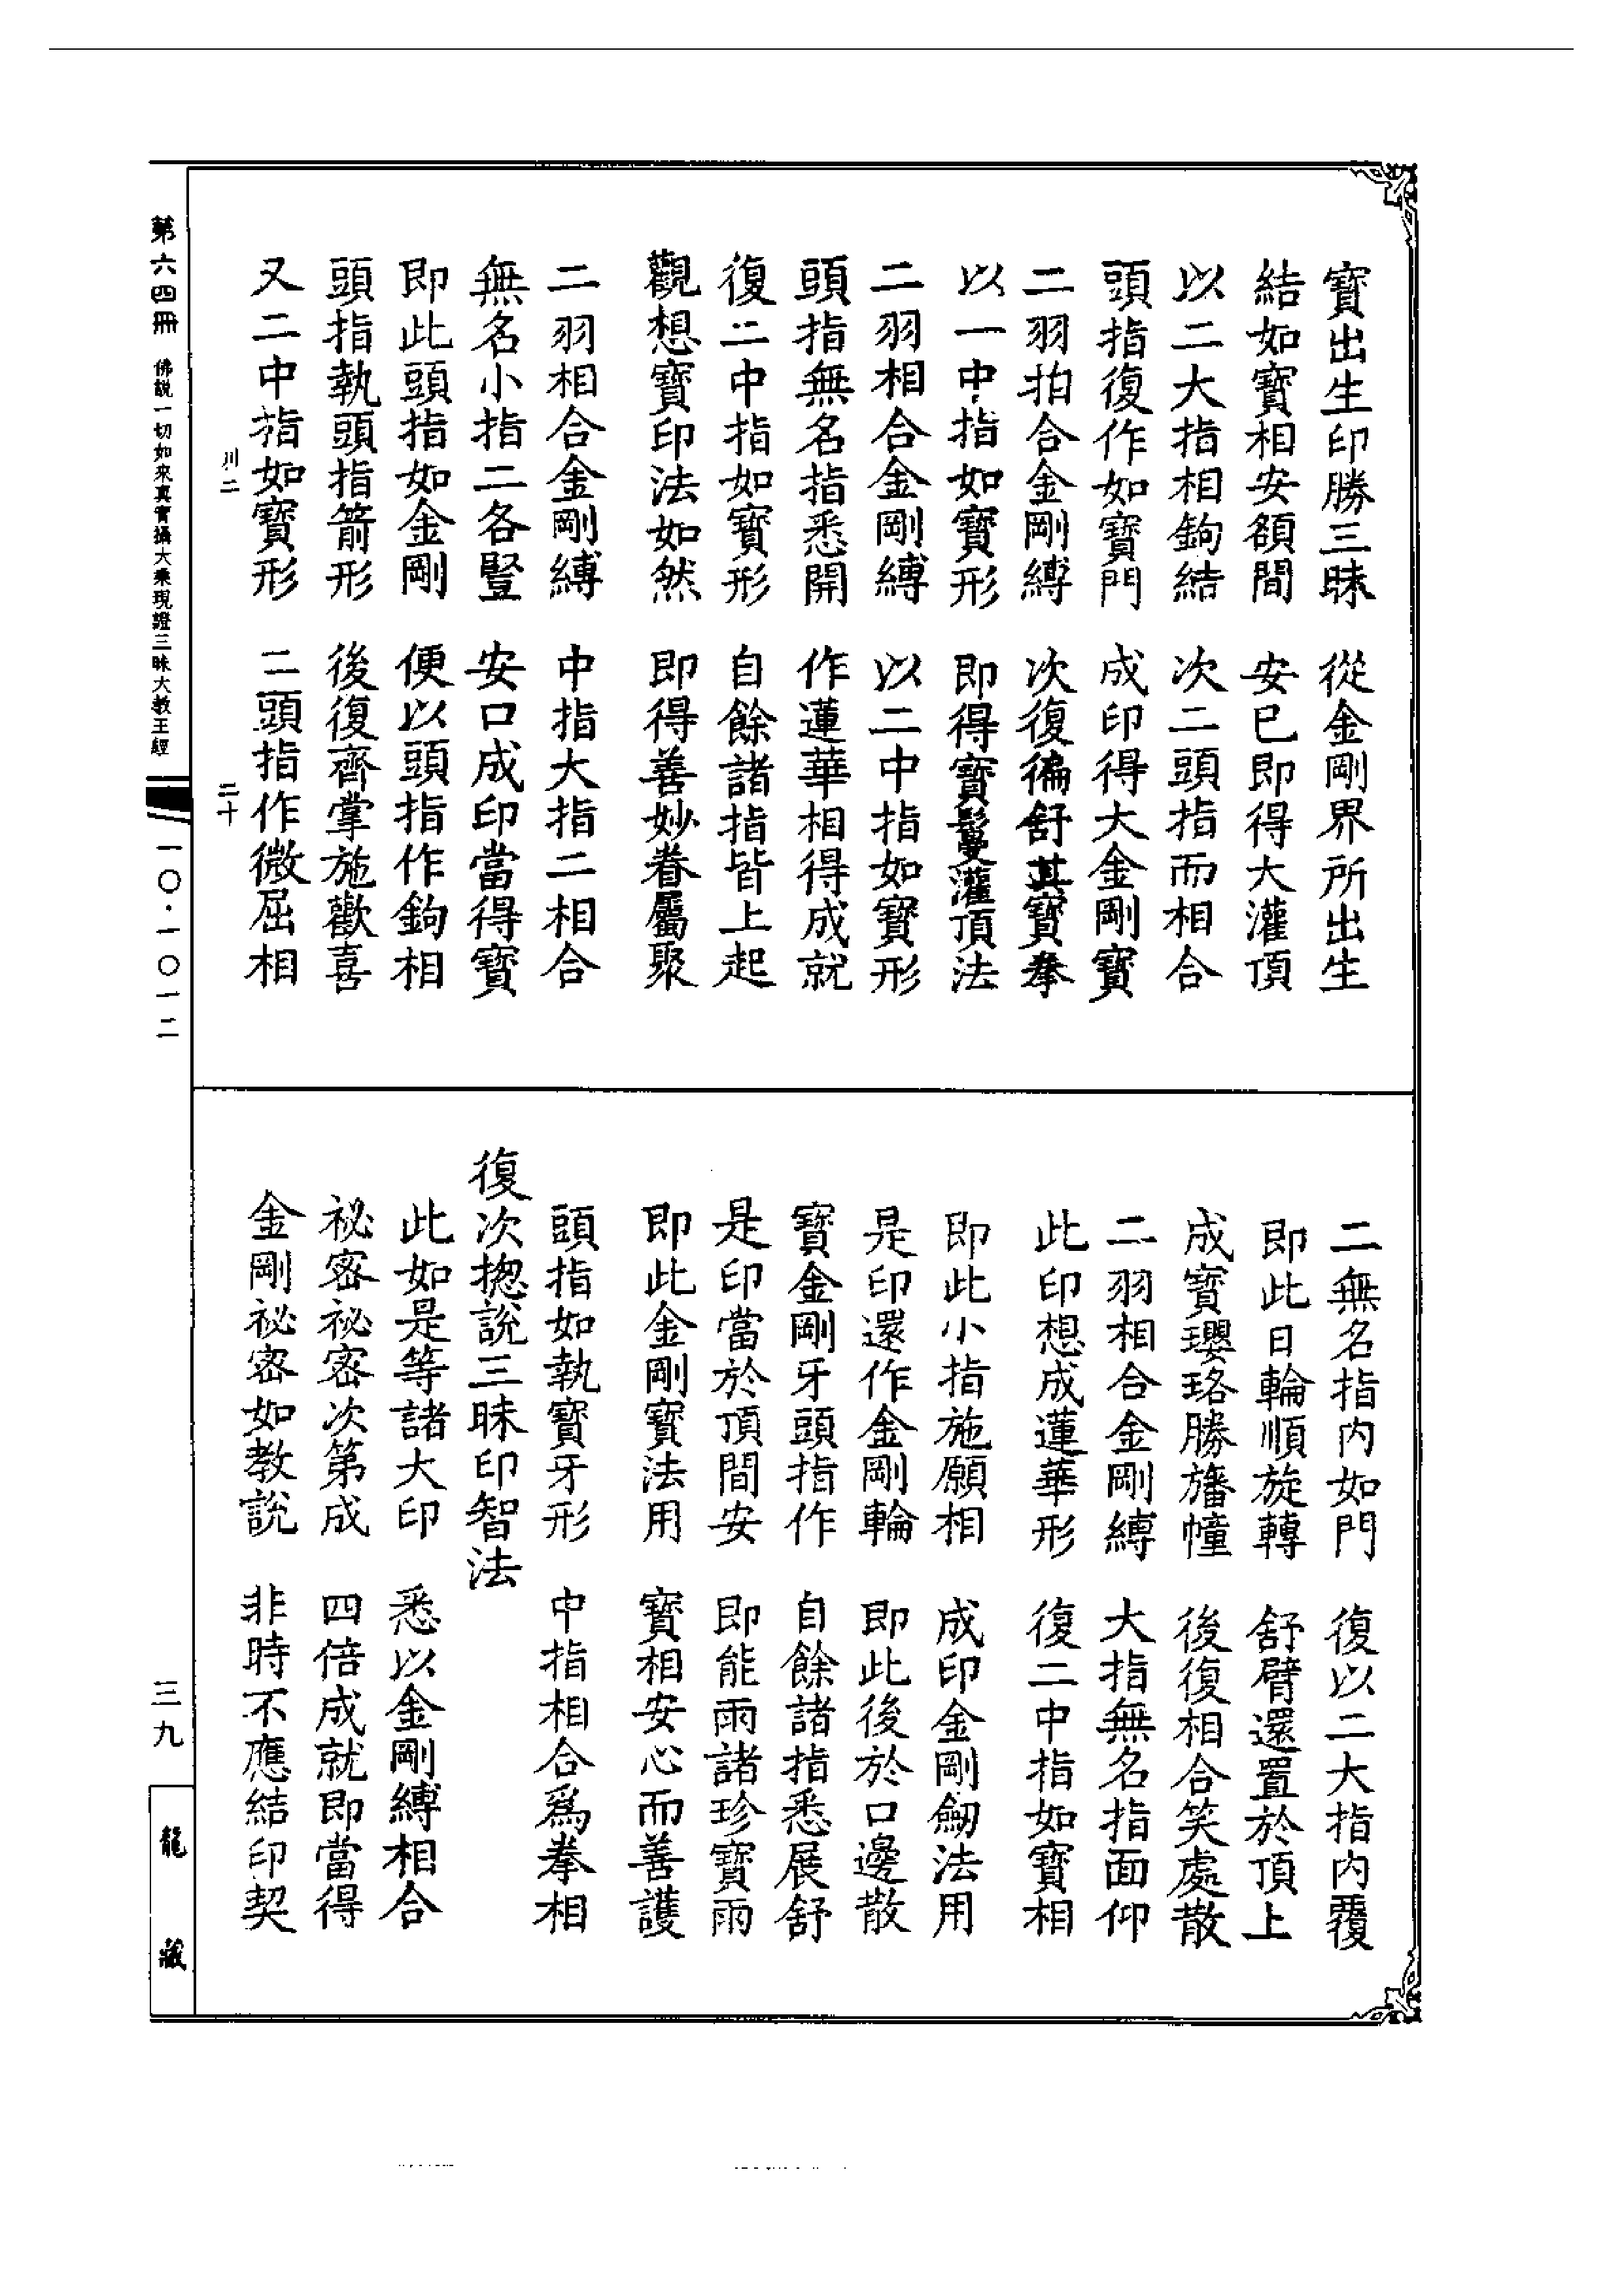 寶出生印勝三昧　從金剛界所出生
結如寶相安額間　安已即得大灌頂
以二大指相鉤結　次二頭指而相合
頭指復作如寶門　成印得大金剛寶
二羽拍合金剛縛　次復徧舒其寶拳
以一中指如寶形　即得寶鬘灌頂法
二羽相合金剛縛　以二中指如寶形
頭指無名指悉開　作蓮華相得成就
復二中指如寶形　自餘諸指皆上起
觀想寶印法如然　即得善妙眷屬聚
二羽相合金剛縛　中指大指二相合
無名小指二各豎　安口成印當得寶
即此頭指如金剛　便以頭指作鉤相
頭指執頭指箭形　後復齊掌施歡喜
又二中指如寶形　二頭指作微屈相
川二　二十
二無名指內如門　復以二大指內覆
即此日輪順旋轉　舒臂還置於頂上
成寶瓔珞勝旛幢　後復相合笑處散
二羽相合金剛縛　大指無名指面仰
此印想成蓮華形　復二中指如寶相
即此小指施願相　成印金剛劒法用
是印還作金剛輪　即此後於口邊散
寶金剛牙頭指作　自餘諸指悉展舒
是印當於頂間安　即能雨諸珍寶雨
即此金剛寶法用　寶相安心而善護
頭指如執寶牙形　中指相合爲拳相
復次揔說三昧印智法
此如是等諸大印　悉以金剛縛相合
祕密祕密次第成　四倍成就即當得
金剛祕密如教說　非時不應結印契
第六四冊　佛說一切如來真實攝大乘現證三昧大教王經　一〇·一〇一二　三九　龍藏